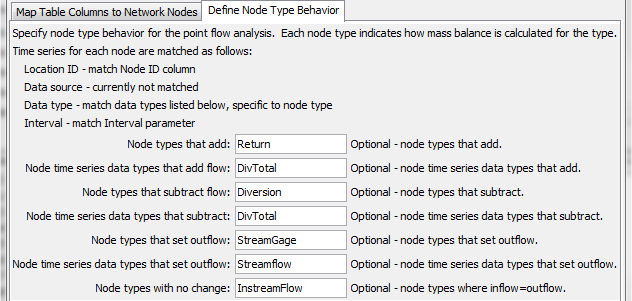 Map Table Columns to Network Nodes Define Node Type Behavior
Specify node type behavior for the point flow analysis. Each node type indicates how mass balance is calculated for the type.
Time series for each node are matched as follows:
Location ID - match Node ID column
Data source - currently not matched
Data type - match data types listed below, specific to node type
Interval - match Interval parameter
Node types that add: Return Optional - node types that add.
Node time series data types that add flow: DivTotal Optional - node time series data types that add.
Node types that subtract flow: Diversion Optional - node types that subtract.
Node time series data types that subtract: DivTotal Optional - node time series data types that subtract.
Node types that set outflow: StreamGage Optional - node types that set outflow.
Node time series data types that set outflow: Streamflow Optional - node time series data types that set outflow.
Node types with no change: InstreamFlow Optional - node types where inflow=outflow.